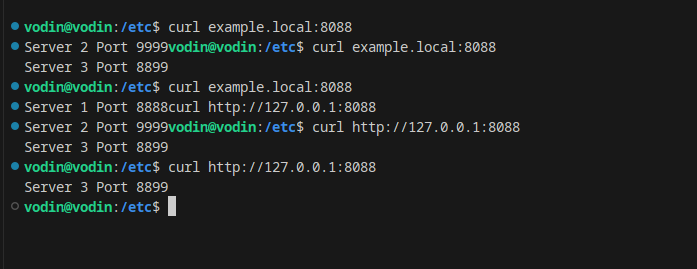 vodin@vodin:/etc$ curl example.local:8088
Server 2 Port 9999vodin@vodin:/etc$ curl example.local:8088
Server 3 Port 8899
vodin@vodin:/etc$ curl example.local:8088
Server 1 Port 8888curl http://127.0.0.1:8088
Server 2 Port 9999vodin@vodin:/etc$ curl http://127.0.0.1:8088
Server 3 Port 8899
vodin@vodin:/etc$ curl http://127.0.0.1:8088
Server 3 Port 8899
vodin@vodin:/etc$